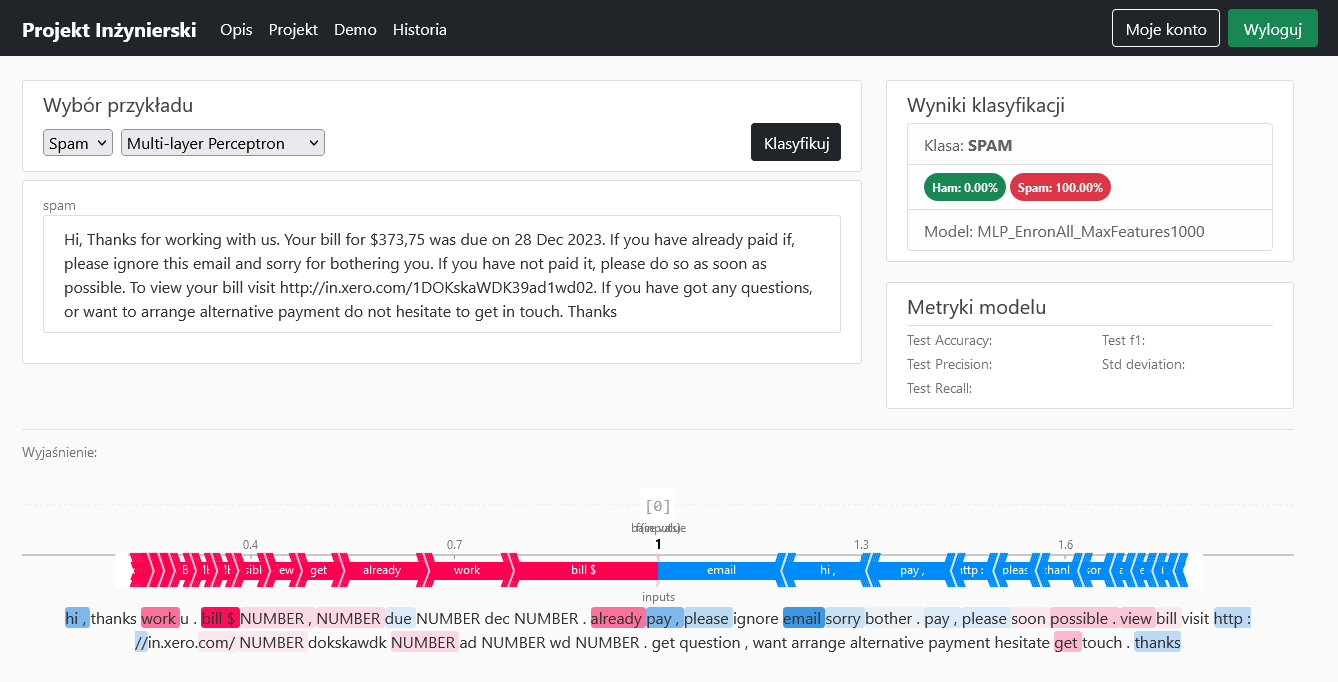 Projekt Inżynierski Opis Projekt Demo Historia Moje konto Wyloguj
Wybór przykładu
Spam Multi-layer Perceptron Klasyfikuj
spam
Hi, Thanks for working with us. Your bill for $373,75 was due on 28 Dec 2023. If you have already paid if,
please ignore this email and sorry for bothering you. If you have not paid it, please do so as soon as
possible. To view your bill visit http://in.xero.com/1DOKskaWDK39ad1wd02. If you have got any questions,
or want to arrange alternative payment do not hesitate to get in touch. Thanks
Wyniki klasyfikacji
Klasa: SPAM
Ham: 0.00% Spam: 100.00%
Model: MLP_EnronAll_MaxFeatures1000
Metryki modelu
Test Accuracy: Test f1:
Test Precision: Std deviation:
Test Recall:
Wyjaśnienie:
[0]
0.4 0.7 1 1.3 1.6
get already work bill $ email hi , pay ,
inputs
hi , thanks work u . bill $ NUMBER , NUMBER due NUMBER dec NUMBER . already pay , please ignore email sorry bother . pay , please soon possible . view bill visit http :
//in.xero.com/ NUMBER dokskawdk NUMBER ad NUMBER wd NUMBER . get question , want arrange alternative payment hesitate get touch . thanks